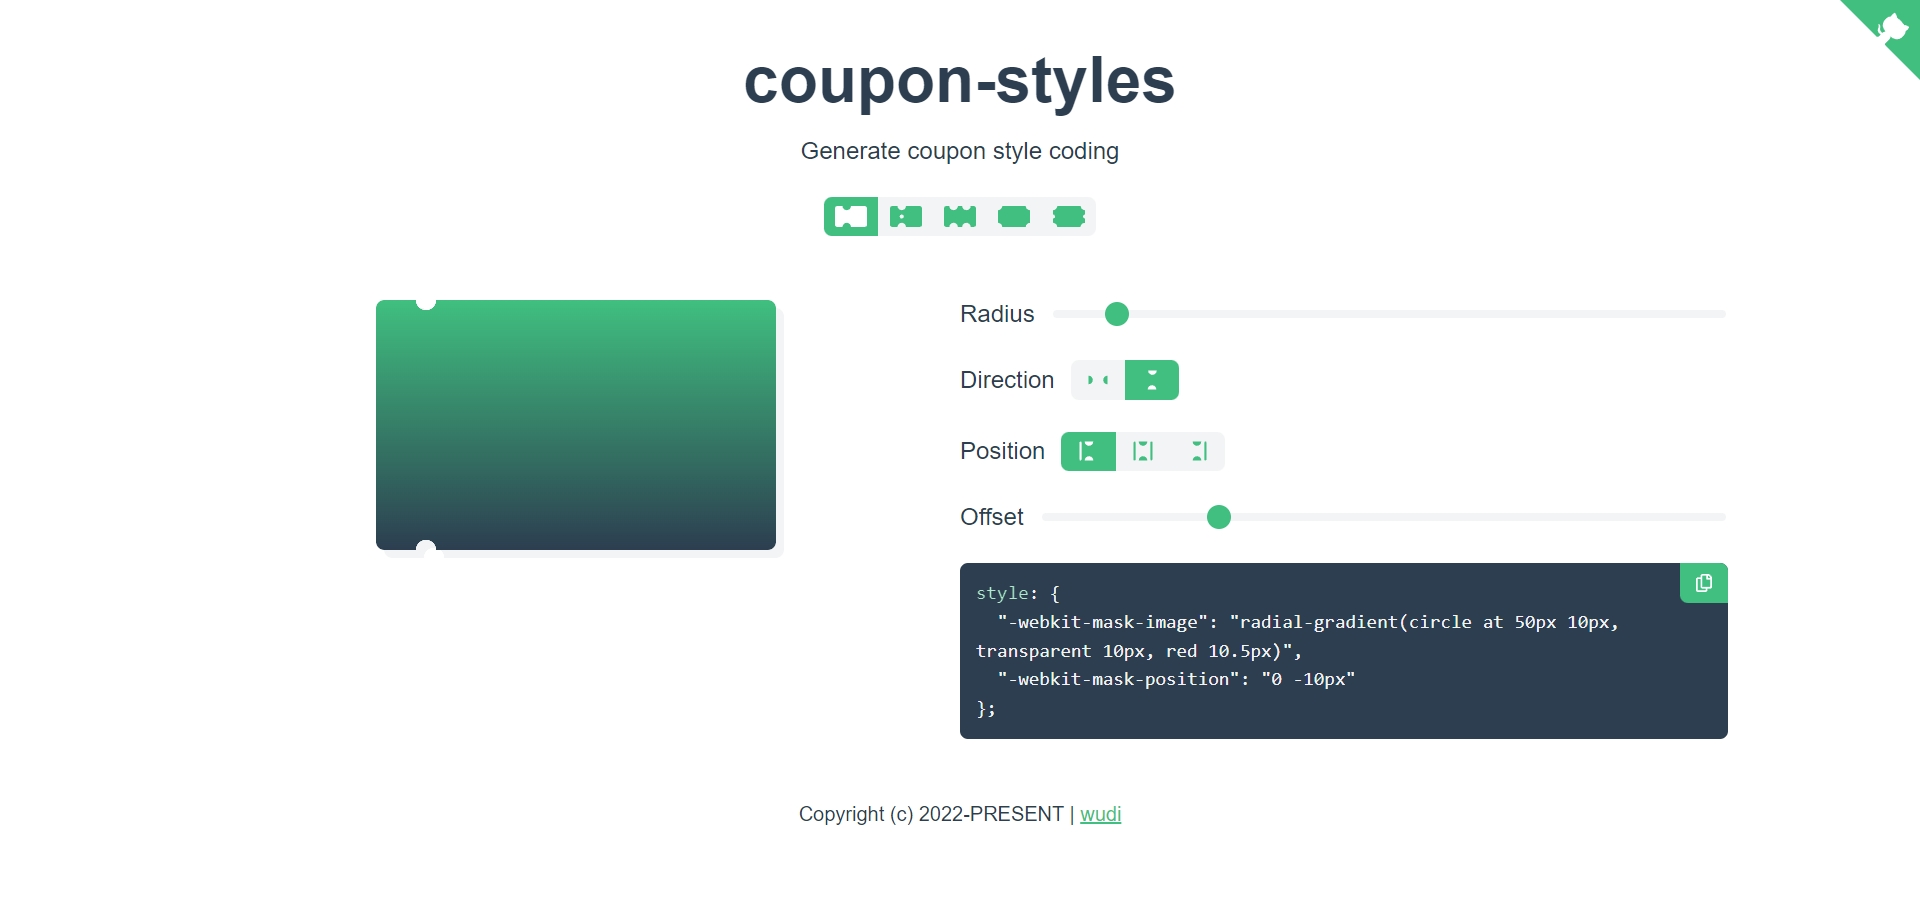 coupon-styles
Generate coupon style coding
Radius
Direction
Position
Offset
style: {
  "-webkit-mask-image": "radial-gradient(circle at 50px 10px,
transparent 10px, red 10.5px)",
  "-webkit-mask-position": "0 -10px"
};
Copyright (c) 2022-PRESENT | wudi